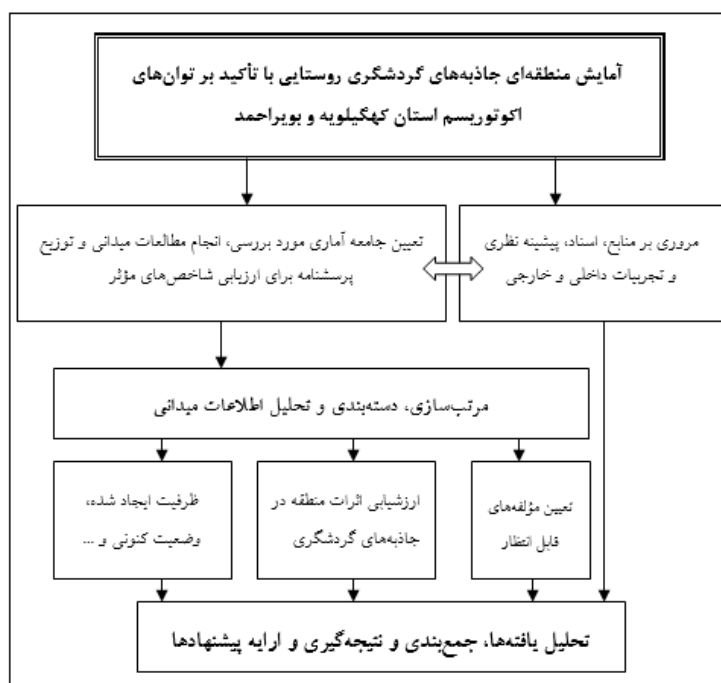 آمایش منطقه‌ای جاذبه‌های گردشگری روستایی با تأکید بر توان‌های
اکوتوریسم استان کهگیلویه و بویراحمد
مروری بر منابع، اسناد، پیشینه نظری
و تجربیات داخلی و خارجی
تعیین جامعه آماری مورد بررسی، انجام مطالعات میدانی و توزیع
پرسشنامه برای ارزیابی شاخص‌های مؤثر
مرتب‌سازی، دسته‌بندی و تحلیل اطلاعات میدانی
تعیین مؤلفه‌های
قابل انتظار
ارزشیابی اثرات منطقه در
جاذبه‌های گردشگری
ظرفیت ایجاد شده،
وضعیت کنونی و ...
تحلیل یافته‌ها، جمع‌بندی و نتیجه‌گیری و ارایه پیشنهادها